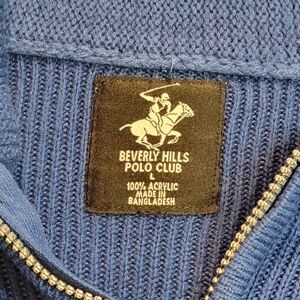 BEVERLY HILLS
POLO CLUB
L
100% ACRYLIC
MADE IN
BANGLADESH